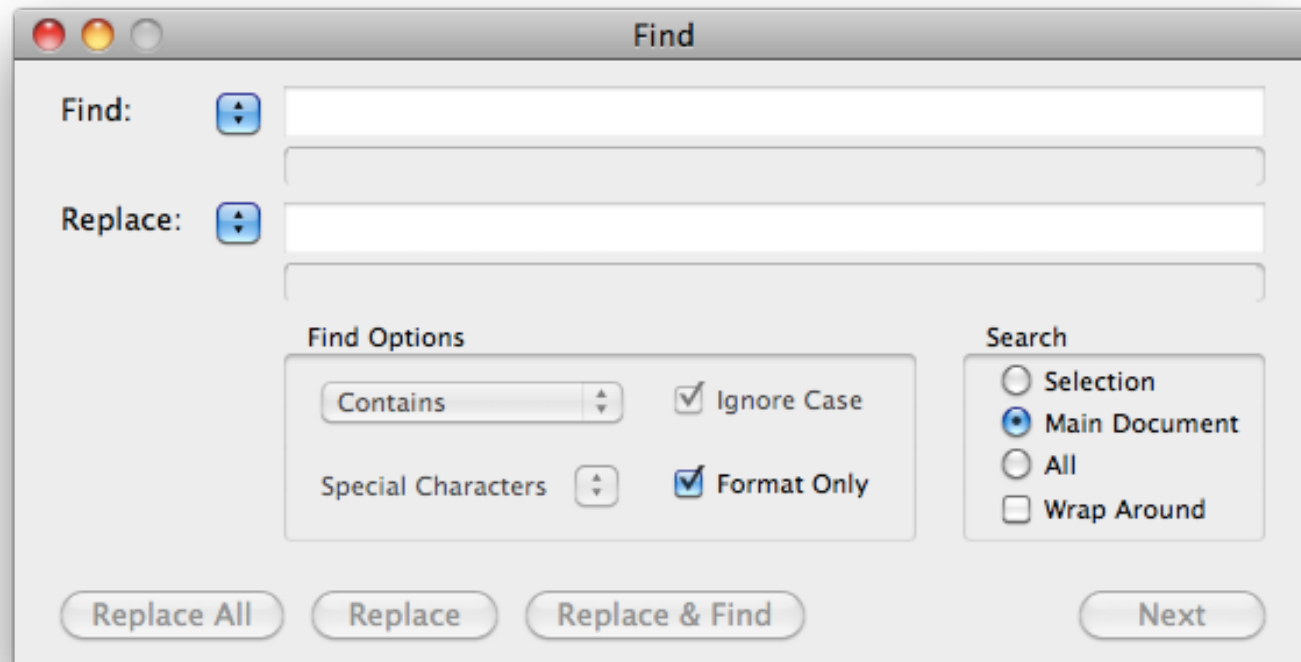 Find
Find:
Replace:
Find Options
Contains
Ignore Case
Special Characters
Format Only
Search
Selection
Main Document
All
Wrap Around
Replace All
Replace
Replace & Find
Next